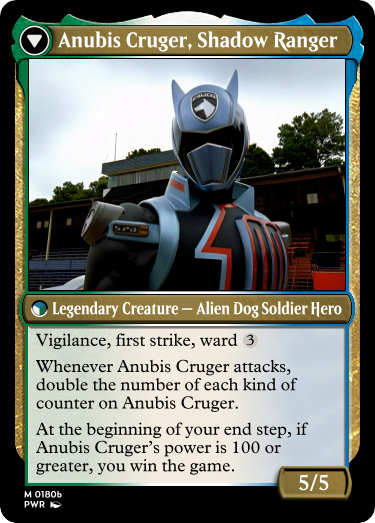 Anubis Cruger, Shadow Ranger
POLICE
SPD
Legendary Creature — Alien Dog Soldier Hero
Vigilance, first strike, ward 3
Whenever Anubis Cruger attacks,
double the number of each kind of
counter on Anubis Cruger.
At the beginning of your end step, if
Anubis Cruger's power is 100 or
greater, you win the game.
5/5
M 0180b
PWR